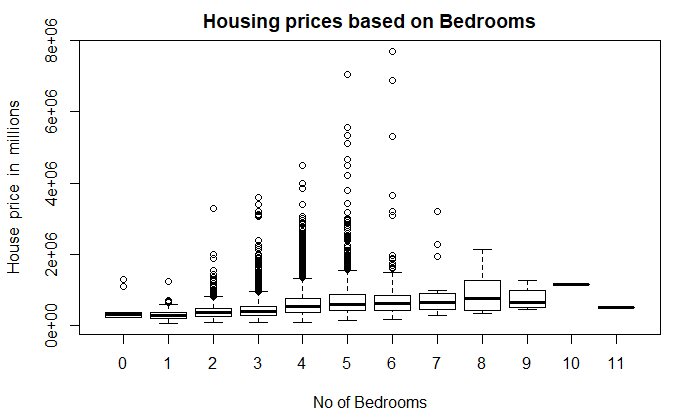 Housing prices based on Bedrooms
House price in millions
8e+06
6e+06
4e+06
2e+06
0e+00
0 1 2 3 4 5 6 7 8 9 10 11
No of Bedrooms